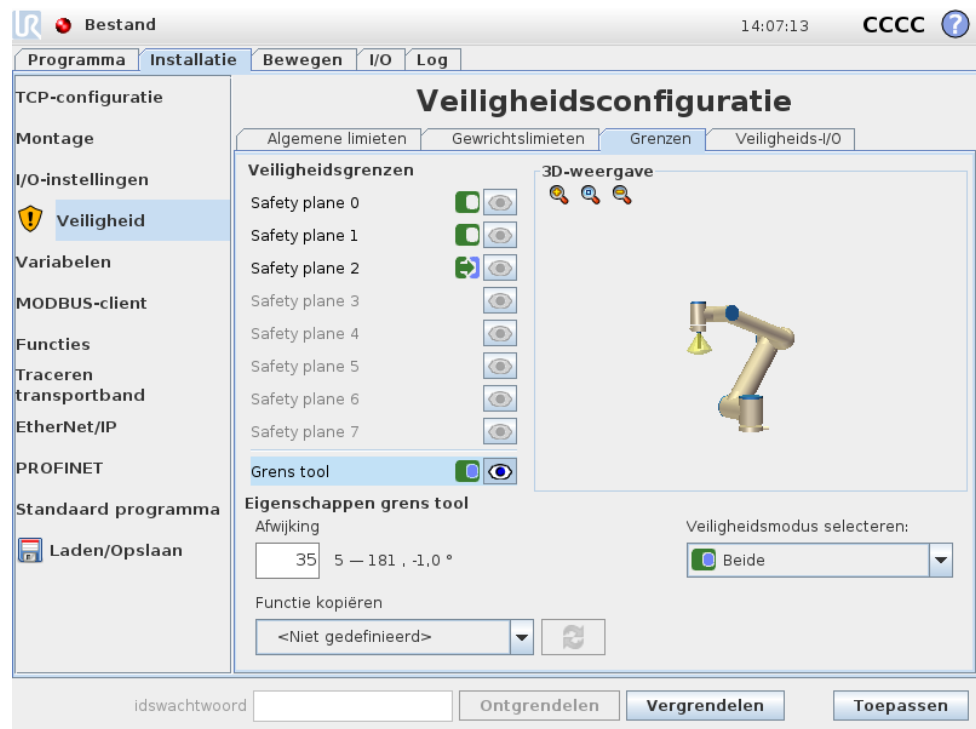 UR Bestand 14:07:13 CCCC ?
Programma Installatie Bewegen I/O Log
TCP-configuratie
Montage
I/O-instellingen
Veiligheid
Variabelen
MODBUS-client
Functies
Traceren
transportband
EtherNet/IP
PROFINET
Standaard programma
Laden/Opslaan
Veiligheidsconfiguratie
Algemene limieten Gewrichtslimieten Grenzen Veiligheids-I/O
Veiligheidsgrenzen
Safety plane 0
Safety plane 1
Safety plane 2
Safety plane 3
Safety plane 4
Safety plane 5
Safety plane 6
Safety plane 7
Grens tool
3D-weergave
Eigenschappen grens tool
Afwijking
35 5 — 181 , -1,0 °
Veiligheidsmodus selecteren:
Beide
Functie kopiëren
<Niet gedefinieerd>
idswachtwoord Ontgrendelen Vergrendelen Toepassen